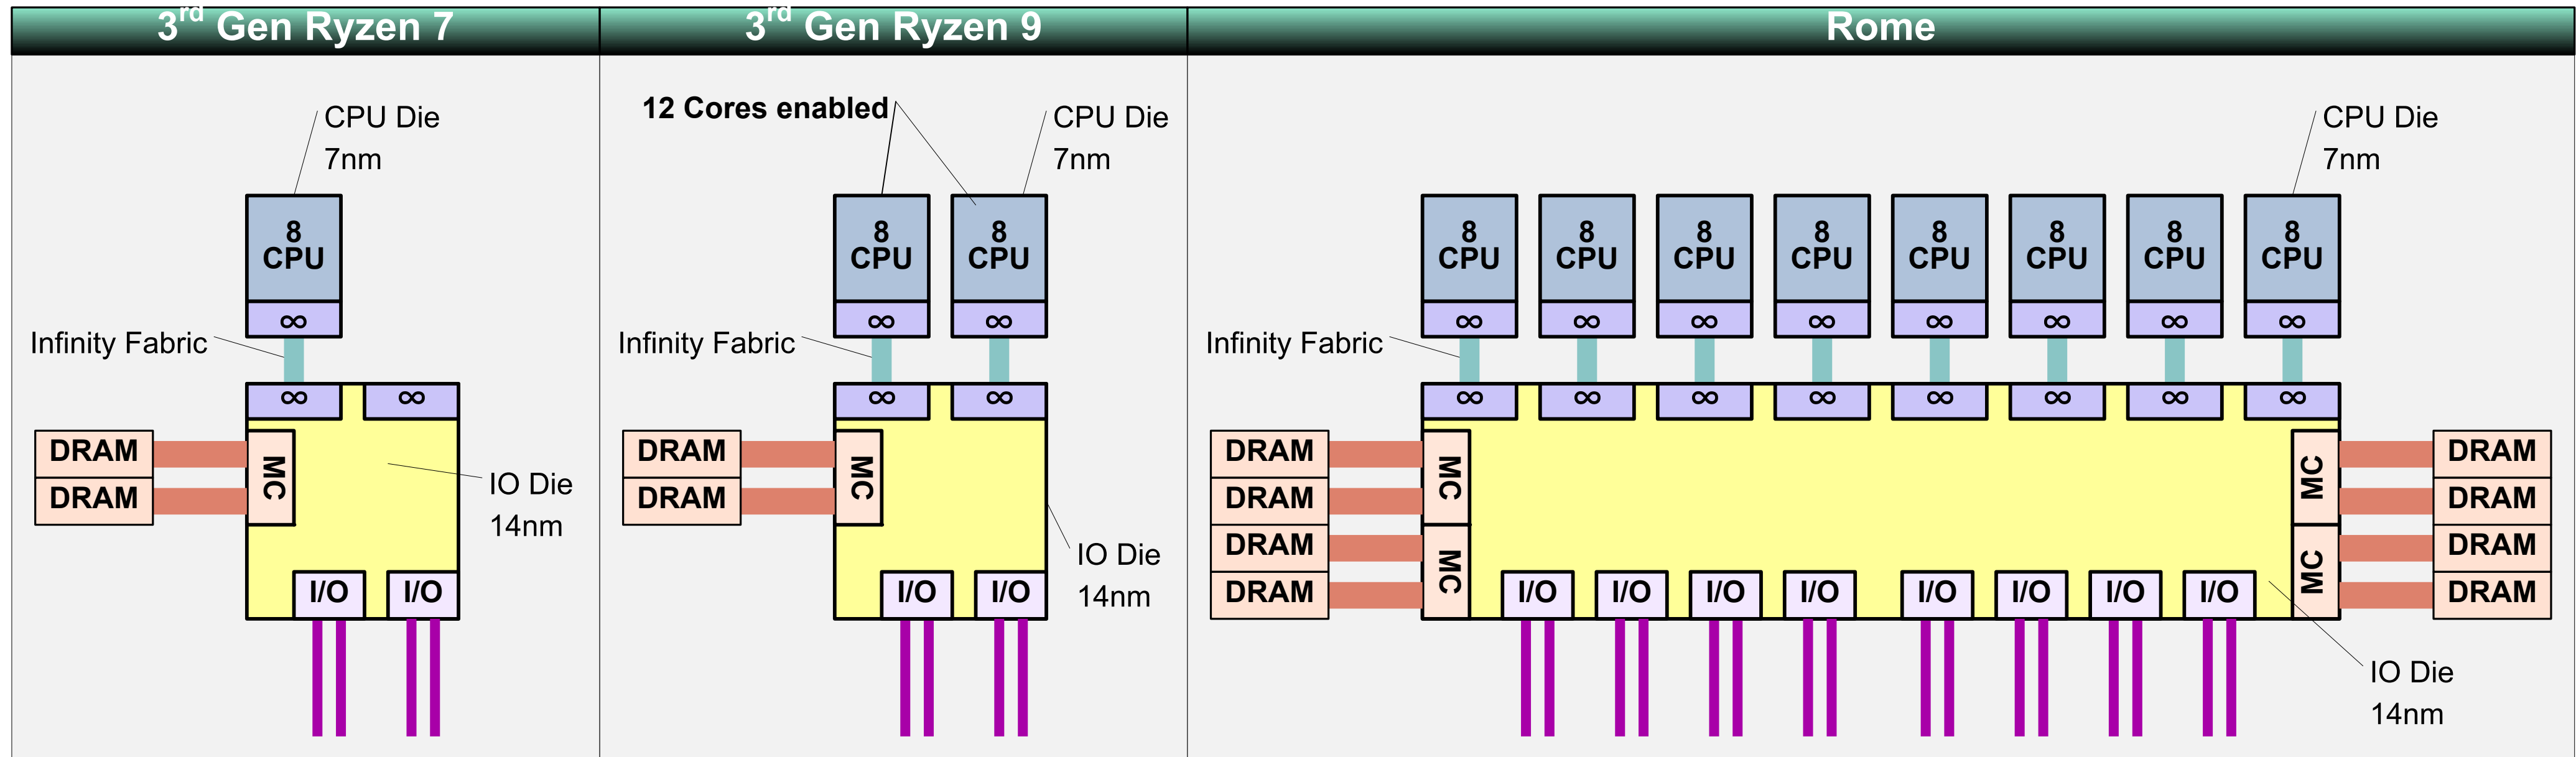 3rd Gen Ryzen 7
CPU Die
7nm
8
CPU
∞
Infinity Fabric
∞ ∞
DRAM
DRAM
MC
IO Die
14nm
I/O I/O
3rd Gen Ryzen 9
12 Cores enabled
CPU Die
7nm
8 8
CPU CPU
∞ ∞
Infinity Fabric
∞ ∞
DRAM
DRAM
MC
IO Die
14nm
I/O I/O
Rome
CPU Die
7nm
8 8 8 8 8 8 8 8
CPU CPU CPU CPU CPU CPU CPU CPU
∞ ∞ ∞ ∞ ∞ ∞ ∞ ∞
Infinity Fabric
∞ ∞ ∞ ∞ ∞ ∞ ∞ ∞
DRAM
DRAM
DRAM
DRAM
MC
MC
MC
MC
DRAM
DRAM
DRAM
DRAM
I/O I/O I/O I/O I/O I/O I/O I/O
IO Die
14nm